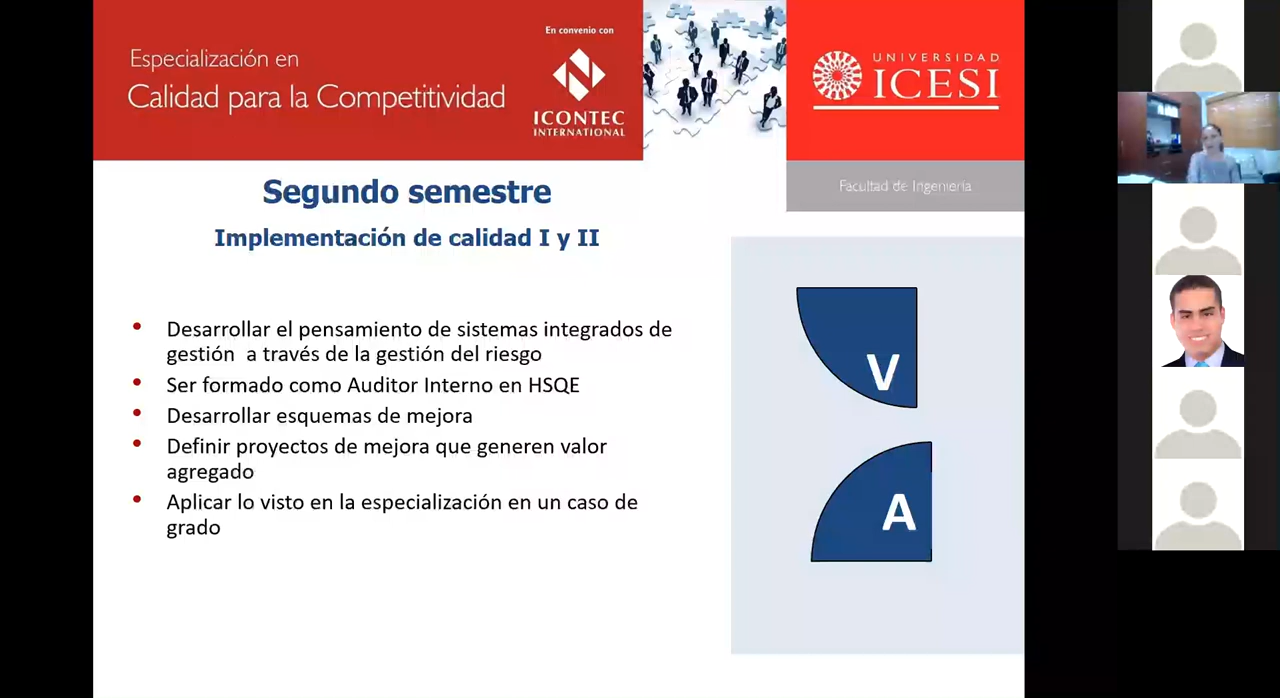 Especialización en
Calidad para la Competitividad
En convenio con
ICONTEC
INTERNATIONAL
UNIVERSIDAD
ICESI
Facultad de Ingeniería
Segundo semestre
Implementación de calidad I y II
• Desarrollar el pensamiento de sistemas integrados de
gestión a través de la gestión del riesgo
• Ser formado como Auditor Interno en HSQE
• Desarrollar esquemas de mejora
• Definir proyectos de mejora que generen valor
agregado
• Aplicar lo visto en la especialización en un caso de
grado
V
A